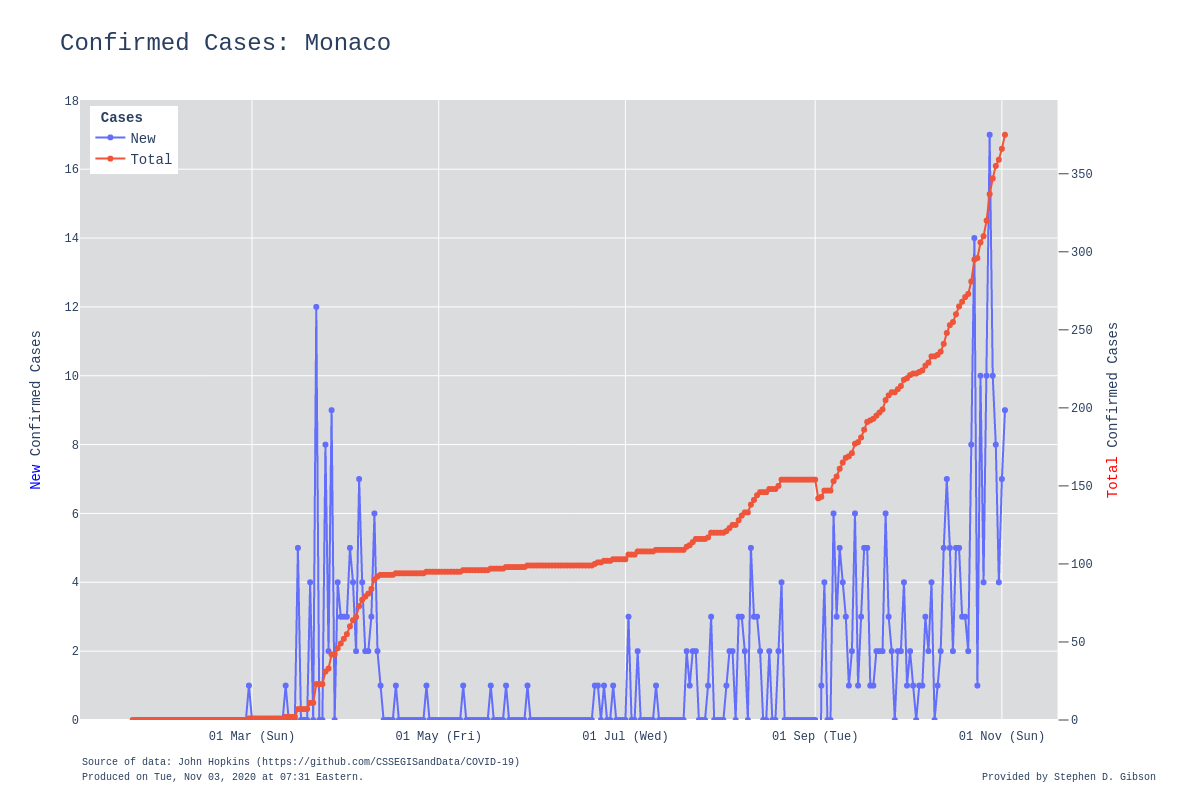 Confirmed Cases: Monaco
Cases
New
Total
18
16
14
12
10
8
6
4
2
0
New Confirmed Cases
350
300
250
200
150
100
50
0
Total Confirmed Cases
01 Mar (Sun)
01 May (Fri)
01 Jul (Wed)
01 Sep (Tue)
01 Nov (Sun)
Source of data: John Hopkins (https://github.com/CSSEGISandData/COVID-19)
Produced on Tue, Nov 03, 2020 at 07:31 Eastern.
Provided by Stephen D. Gibson